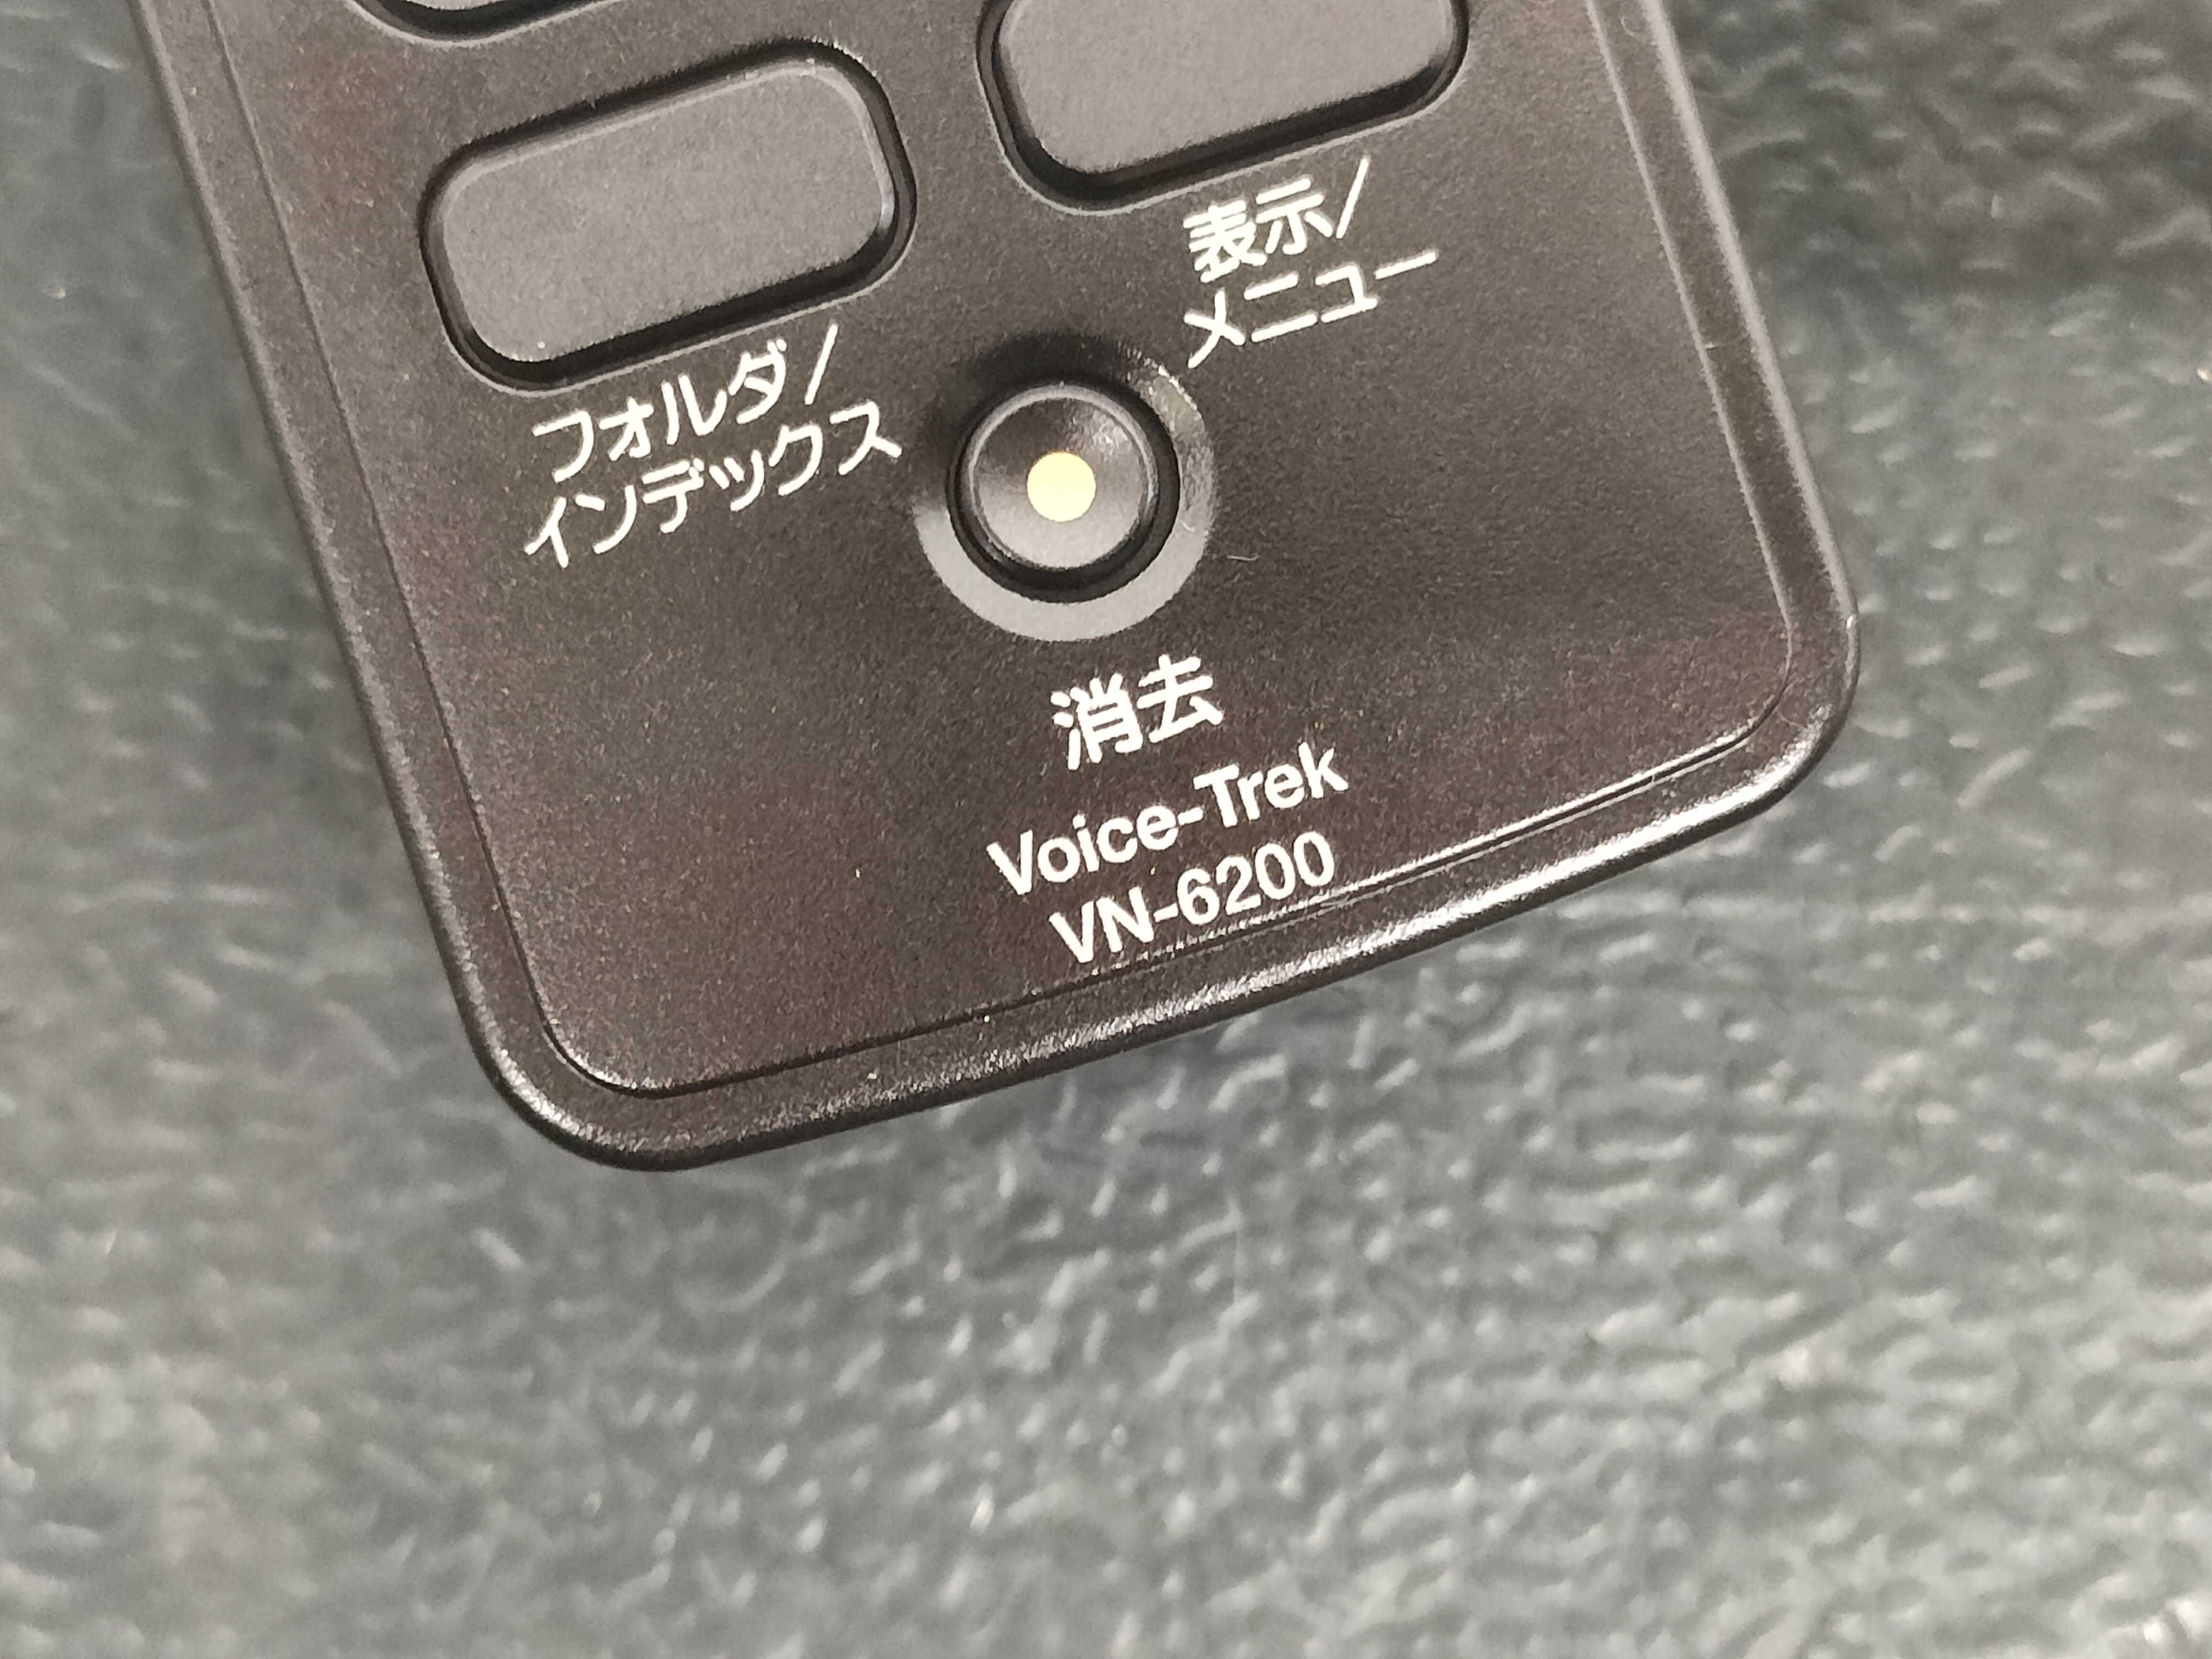 表示/
メニュー
フォルダ/
インデックス
消去
Voice-Trek
VN-6200